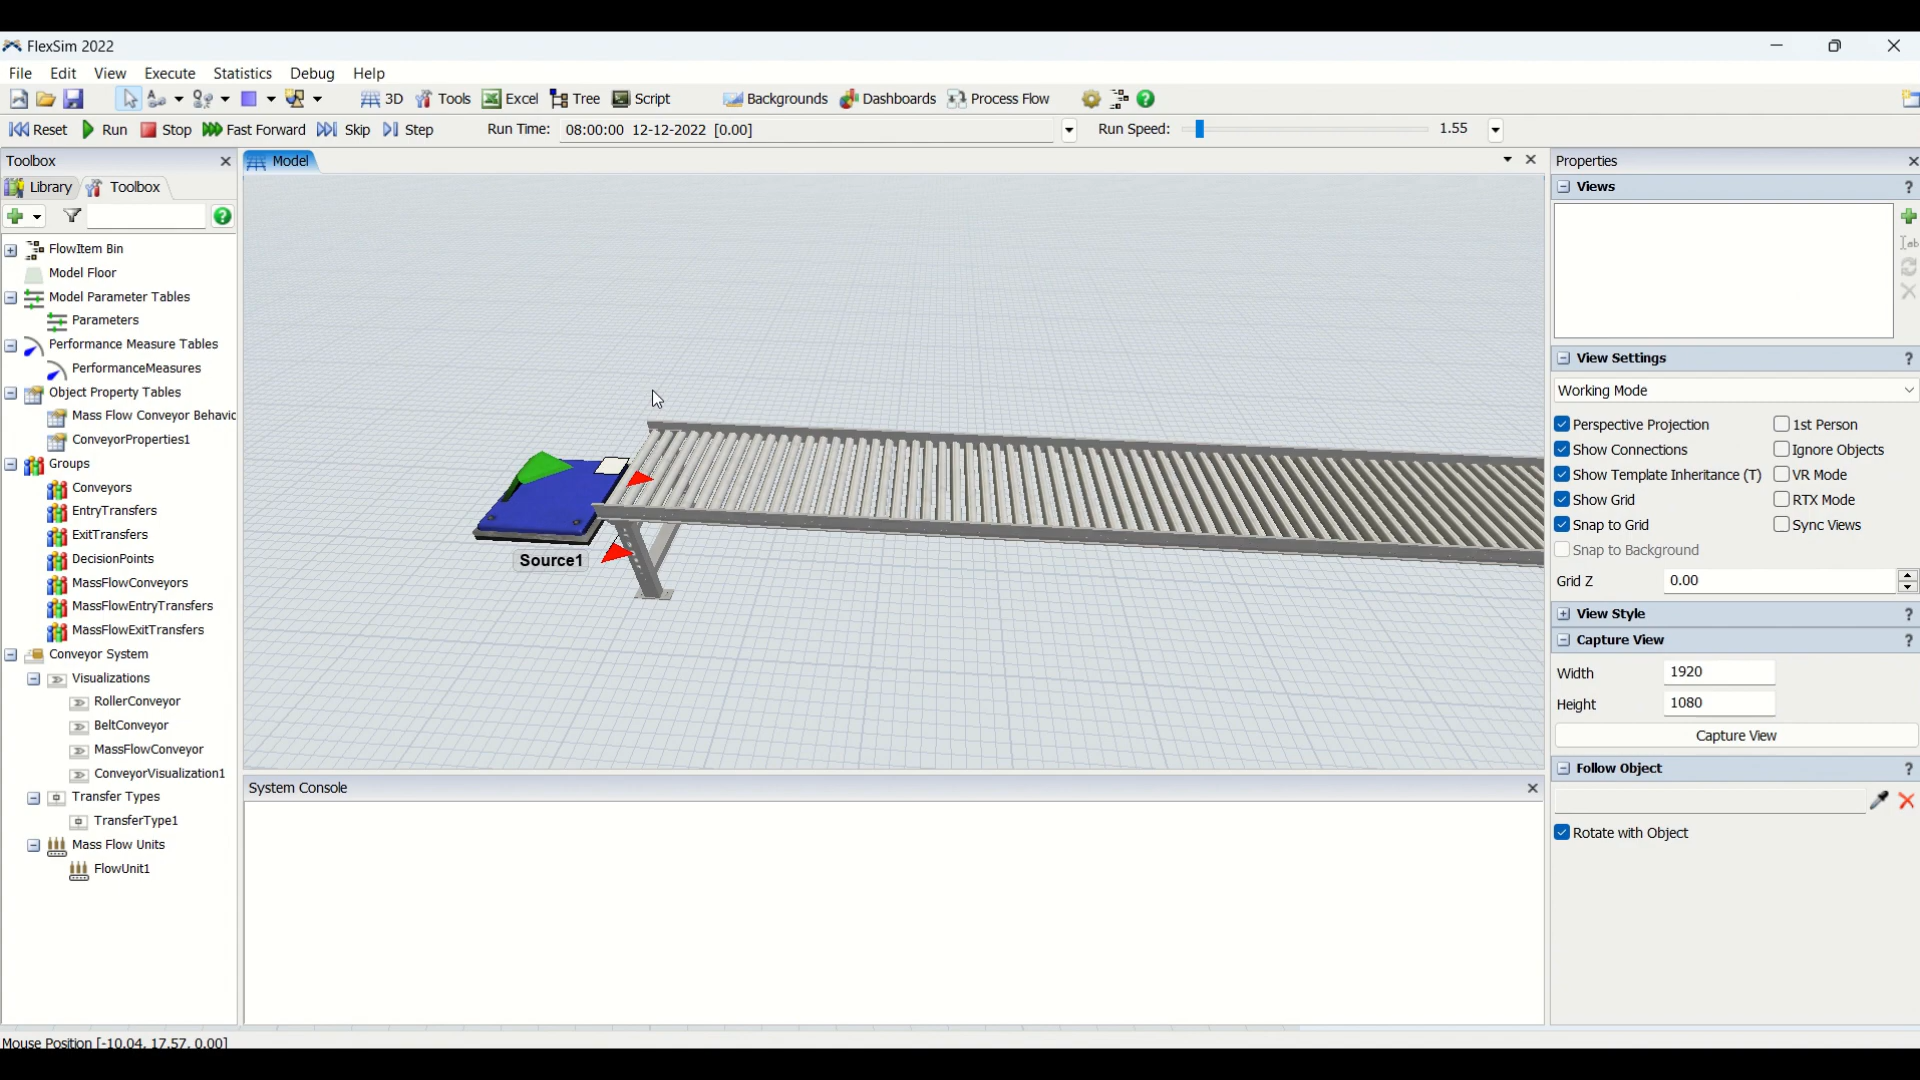 FlexSim 2022
File Edit View Execute Statistics Debug Help
3D Tools Excel Tree Script Backgrounds Dashboards Process Flow
Reset Run Stop Fast Forward Skip Step Run Time: 08:00:00 12-12-2022 [0.00] Run Speed: 1.55
Toolbox
Library Toolbox
FlowItem Bin
Model Floor
Model Parameter Tables
Parameters
Performance Measure Tables
PerformanceMeasures
Object Property Tables
Mass Flow Conveyor Behavic
ConveyorProperties1
Groups
Conveyors
EntryTransfers
ExitTransfers
DecisionPoints
MassFlowConveyors
MassFlowEntryTransfers
MassFlowExitTransfers
Conveyor System
Visualizations
RollerConveyor
BeltConveyor
MassFlowConveyor
ConveyorVisualization1
Transfer Types
TransferType1
Mass Flow Units
FlowUnit1
Model
Source1
System Console
Properties
Views
View Settings
Working Mode
Perspective Projection 1st Person
Show Connections Ignore Objects
Show Template Inheritance (T) VR Mode
Show Grid RTX Mode
Snap to Grid Sync Views
Snap to Background
Grid Z 0.00
View Style
Capture View
Width 1920
Height 1080
Capture View
Follow Object
Rotate with Object
Mouse Position [-10.04, 17.57, 0.00]